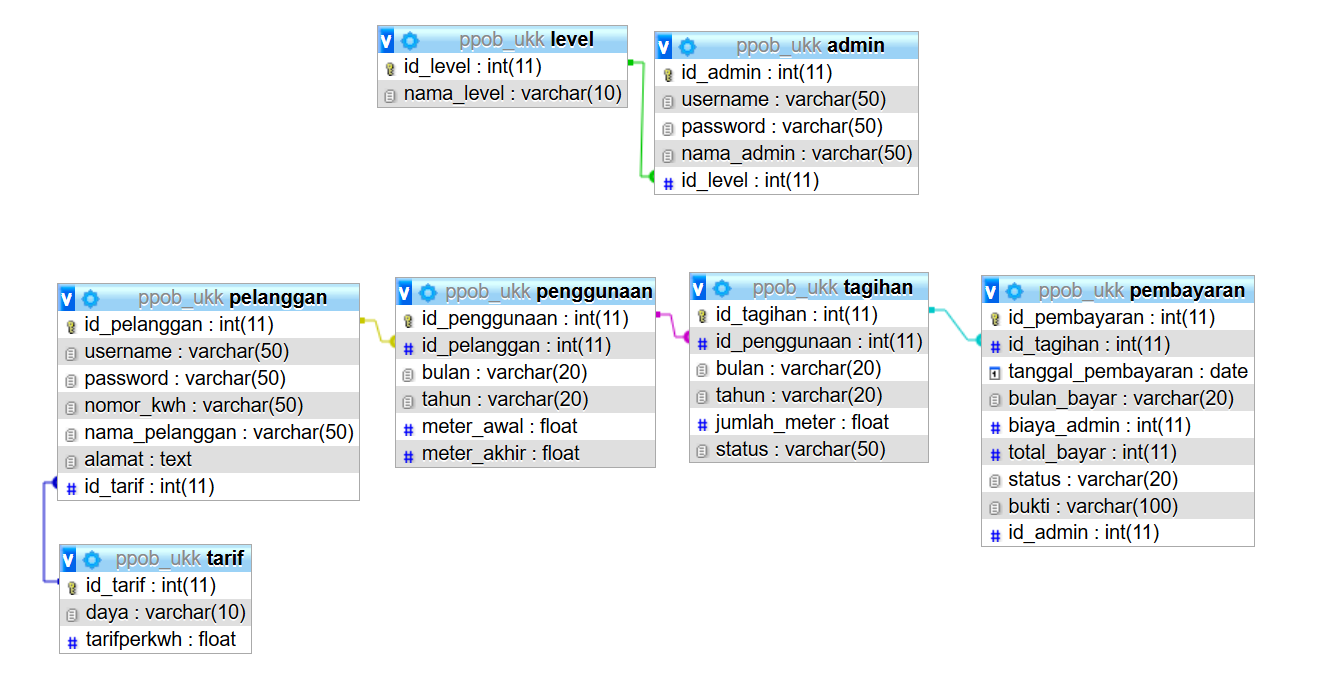 v ppob_ukk level
id_level : int(11)
nama_level : varchar(10)
v ppob_ukk admin
id_admin : int(11)
username : varchar(50)
password : varchar(50)
nama_admin : varchar(50)
# id_level : int(11)
v ppob_ukk pelanggan
id_pelanggan : int(11)
username : varchar(50)
password : varchar(50)
nomor_kwh : varchar(50)
nama_pelanggan : varchar(50)
alamat : text
# id_tarif : int(11)
v ppob_ukk penggunaan
id_penggunaan : int(11)
# id_pelanggan : int(11)
bulan : varchar(20)
tahun : varchar(20)
# meter_awal : float
# meter_akhir : float
v ppob_ukk tagihan
id_tagihan : int(11)
# id_penggunaan : int(11)
bulan : varchar(20)
tahun : varchar(20)
# jumlah_meter : float
status : varchar(50)
v ppob_ukk pembayaran
id_pembayaran : int(11)
# id_tagihan : int(11)
tanggal_pembayaran : date
bulan_bayar : varchar(20)
# biaya_admin : int(11)
# total_bayar : int(11)
status : varchar(20)
bukti : varchar(100)
# id_admin : int(11)
v ppob_ukk tarif
id_tarif : int(11)
daya : varchar(10)
# tarifperkwh : float